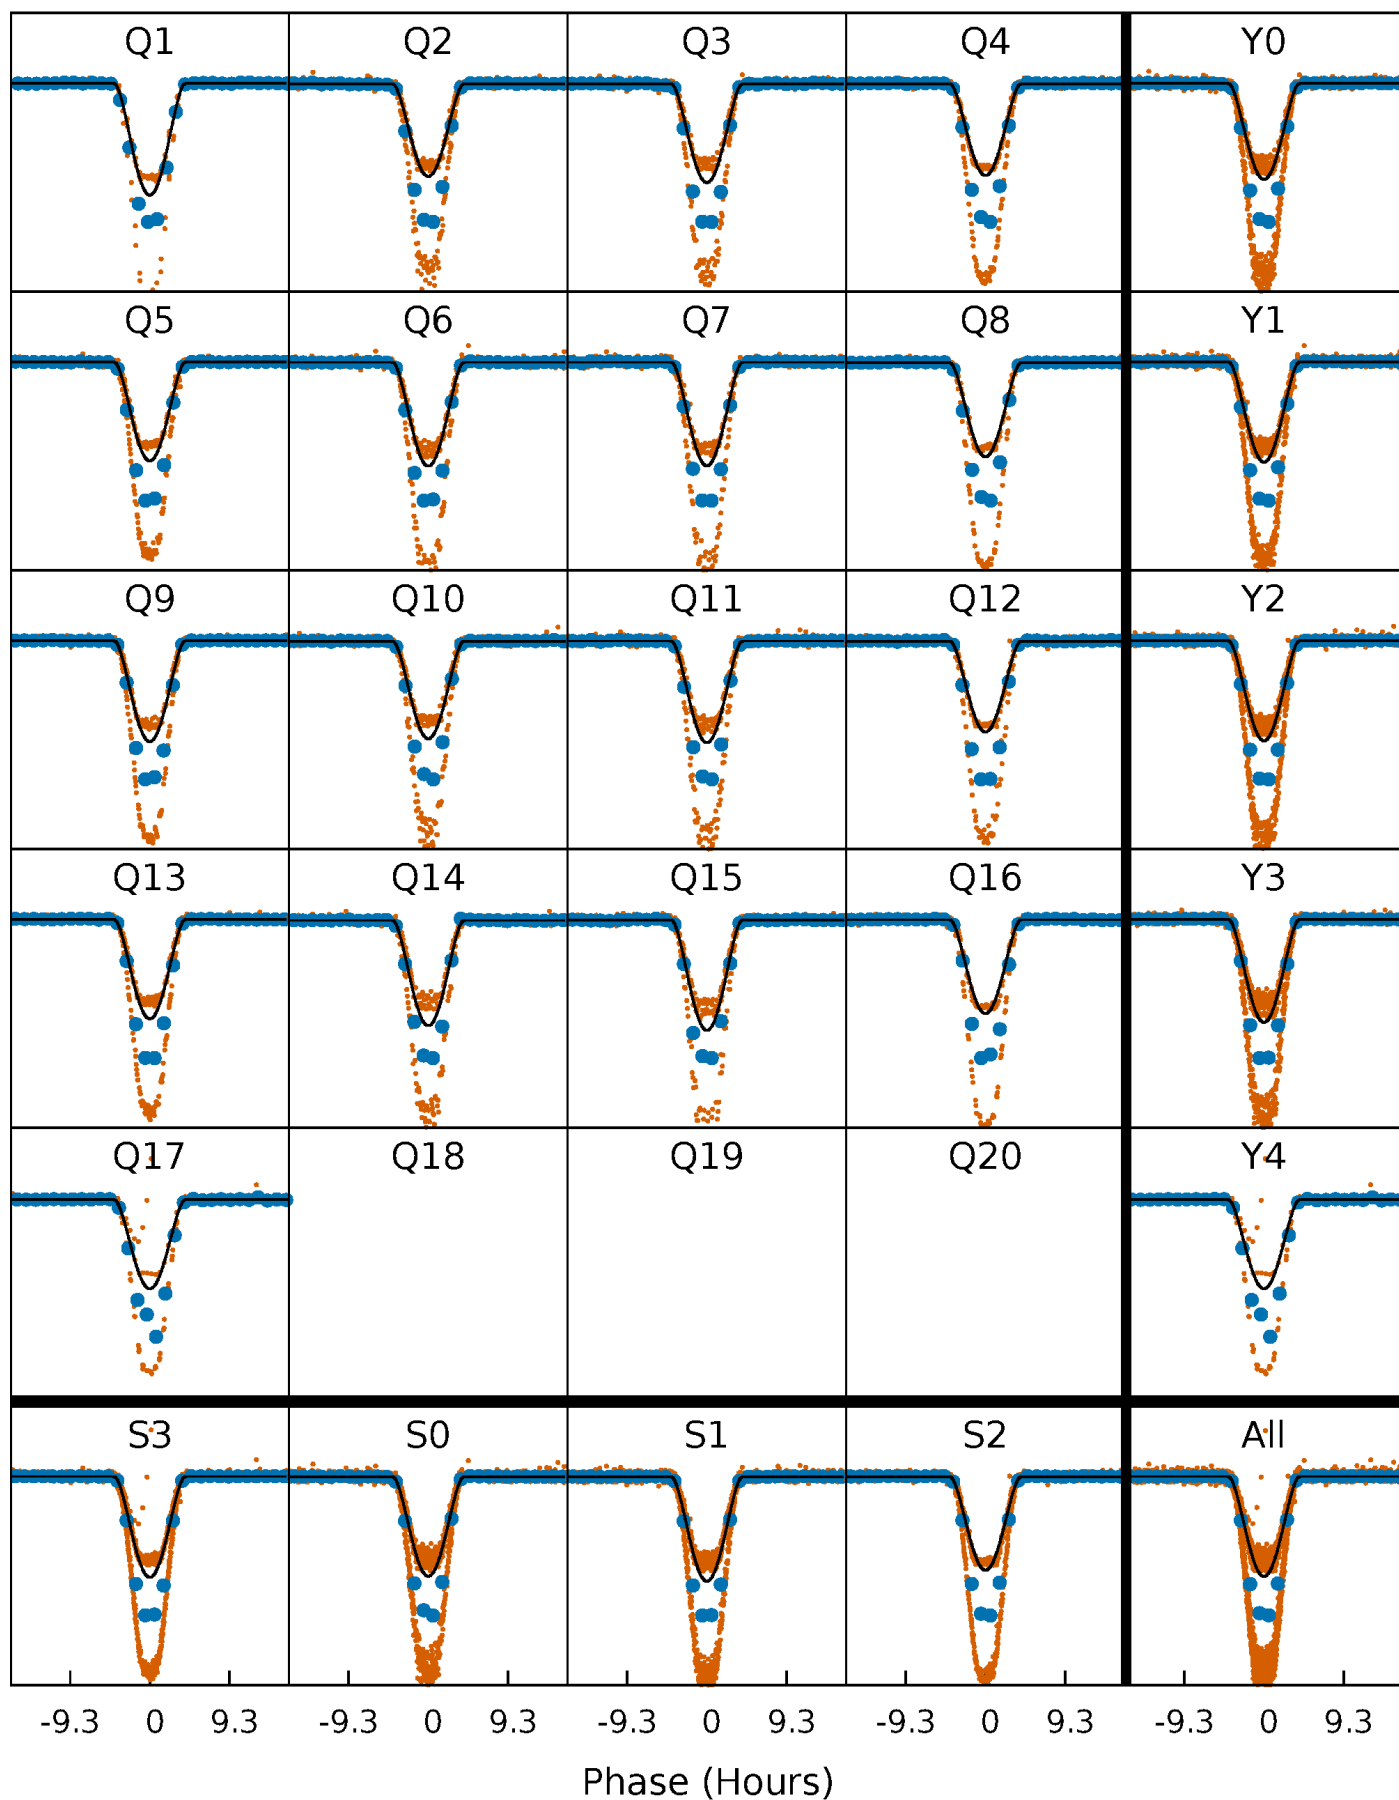 Q1 Q2 Q3 Q4 Y0
Q5 Q6 Q7 Q8 Y1
Q9 Q10 Q11 Q12 Y2
Q13 Q14 Q15 Q16 Y3
Q17 Q18 Q19 Q20 Y4
S3 S0 S1 S2 All
-9.3 0 9.3 -9.3 0 9.3 -9.3 0 9.3 -9.3 0 9.3 -9.3 0 9.3
Phase (Hours)